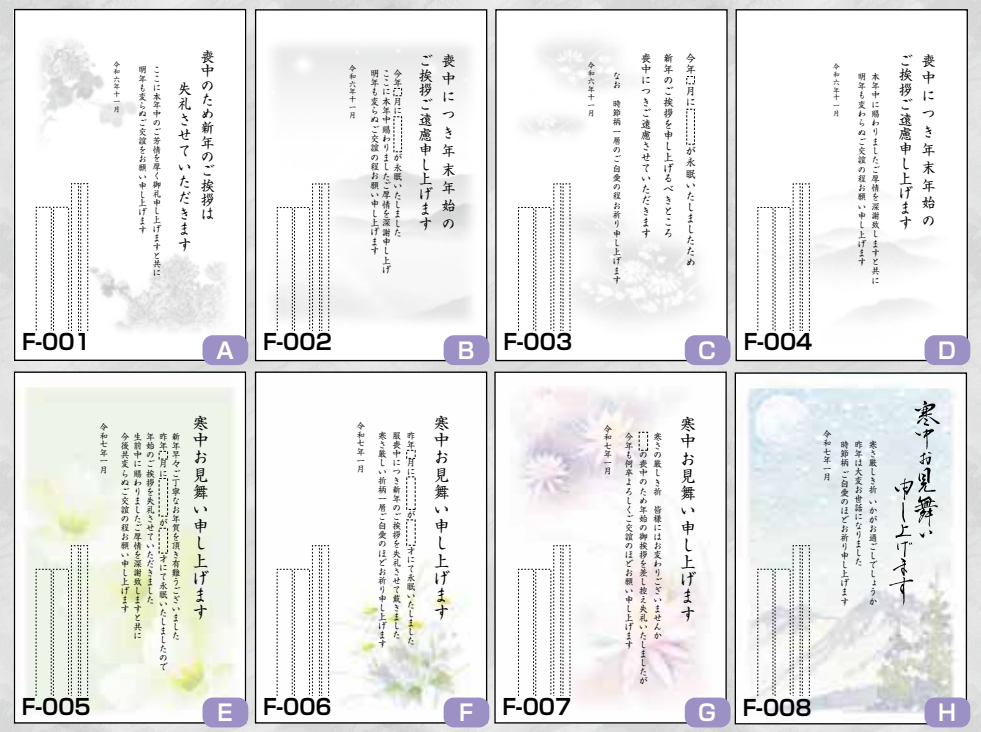 喪中のため新年のご挨拶は
失礼させていただきます
ここに本年中のご芳情を厚く御礼申し上げますと共に
明年も変らぬご交誼をお願い申し上げます
令和六年十一月
F-001
A
喪中につき年末年始の
ご挨拶ご遠慮申し上げます
今年 月に が永眠いたしました
ここに本年中賜わりましたご厚情を深謝申し上げ
明年も変らぬご交誼の程お願い申し上げます
令和六年十一月
F-002
B
今年 月に が永眠いたしましたため
新年のご挨拶を申し上げるべきところ
喪中につきご遠慮させていただきます
なお 時節柄一層のご自愛の程お祈り申し上げます
令和六年十一月
F-003
C
喪中につき年末年始の
ご挨拶ご遠慮申し上げます
本年中に賜わりましたご厚情を深謝致しますと共に
明年も変わらぬご交誼の程お願い申し上げます
令和六年十一月
F-004
D
寒中お見舞い申し上げます
新年早々ご丁寧なお年賀を頂き有難うございました
昨年 月に が 才にて永眠いたしましたので
年始のご挨拶を失礼させていただきました
生前中に賜わりましたご厚情を深謝致しますと共に
今後共変らぬご交誼の程お願い申し上げます
令和七年一月
F-005
E
寒中お見舞い申し上げます
昨年 月に が 才にて永眠いたしました
服喪中につき新年のご挨拶を失礼させて戴きました
寒さ厳しい折柄一層ご自愛のほどお祈り申し上げます
令和七年一月
F-006
F
寒中お見舞い申し上げます
寒さの厳しき折 皆様にはお変わりございませんか
の喪中のため年始の御挨拶を差し控え失礼いたしましたが
今年も何卒よろしくご交誼のほどお願い申し上げます
令和七年一月
F-007
G
寒中お見舞い
申し上げます
寒さ厳しき折 いかがお過ごしでしょうか
昨年は大変お世話になりました
時節柄 ご自愛のほどお祈り申し上げます
令和七年一月
F-008
H